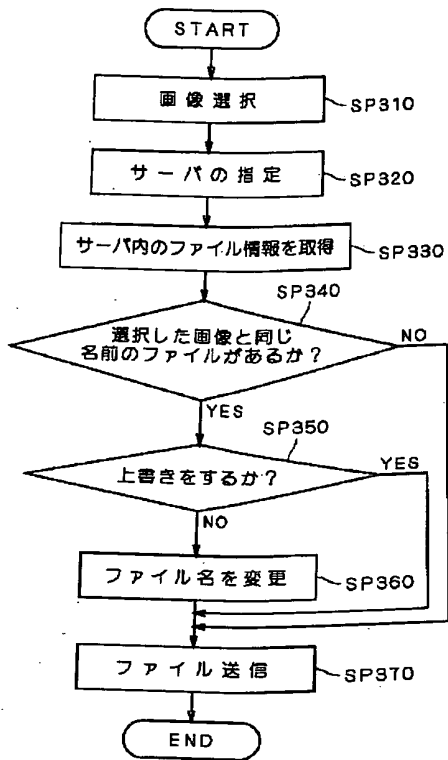 START
画像選択
SP310
サーバの指定
SP320
サーバ内のファイル情報を取得
SP330
SP340
選択した画像と同じ
名前のファイルがあるか?
NO
YES
SP350
上書きをするか?
YES
NO
ファイル名を変更
SP360
ファイル送信
SP370
END